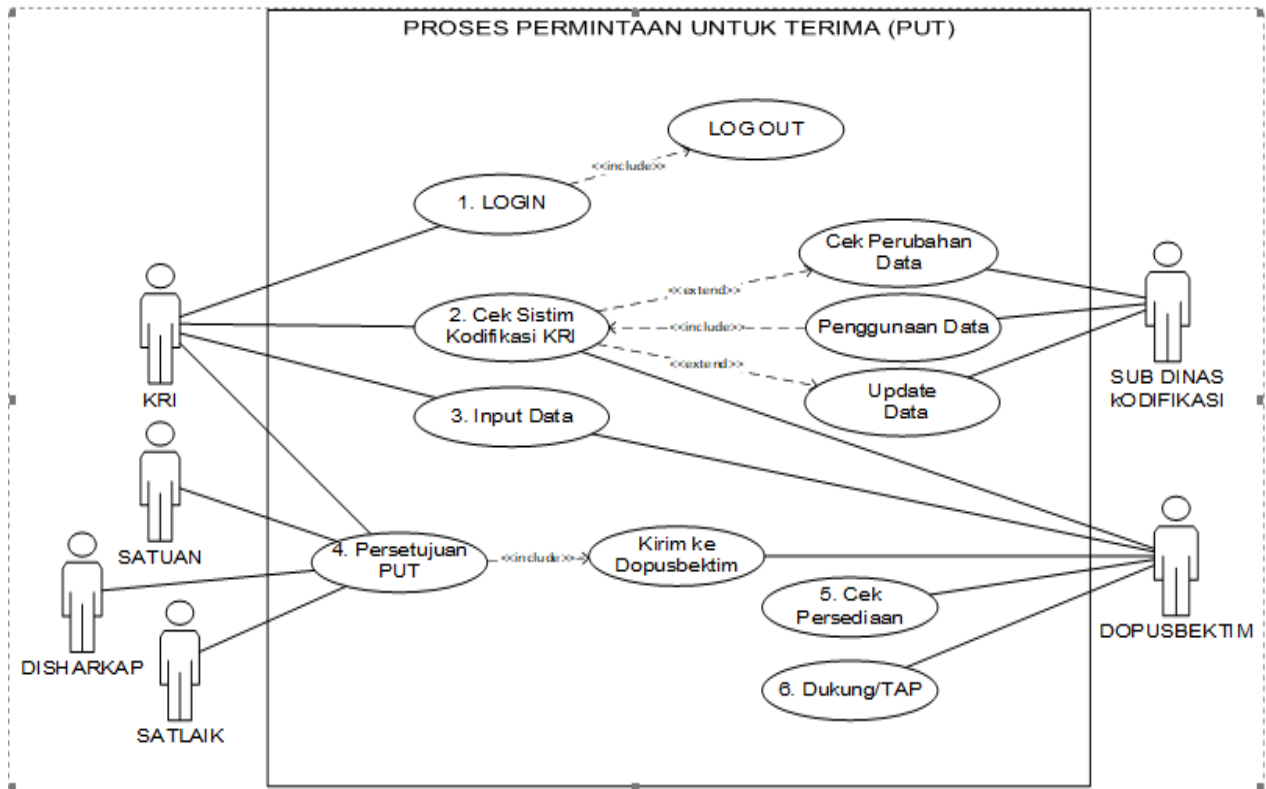 PROSES PERMINTAAN UNTUK TERIMA (PUT)
LOGOUT
<<include>>
1. LOGIN
Cek Perubahan
Data
<<extend>>
2. Cek Sistim
Kodifikasi KRI
<<include>>
Penggunaan Data
<<extend>>
Update
Data
SUB DINAS
kODIFIKASI
KRI
3. Input Data
SATUAN
4. Persetujuan
PUT
<<include>>
Kirim ke
Dopusbektim
5. Cek
Persediaan
DOPUSBEKTIM
DISHARKAP
6. Dukung/TAP
SATLAIK